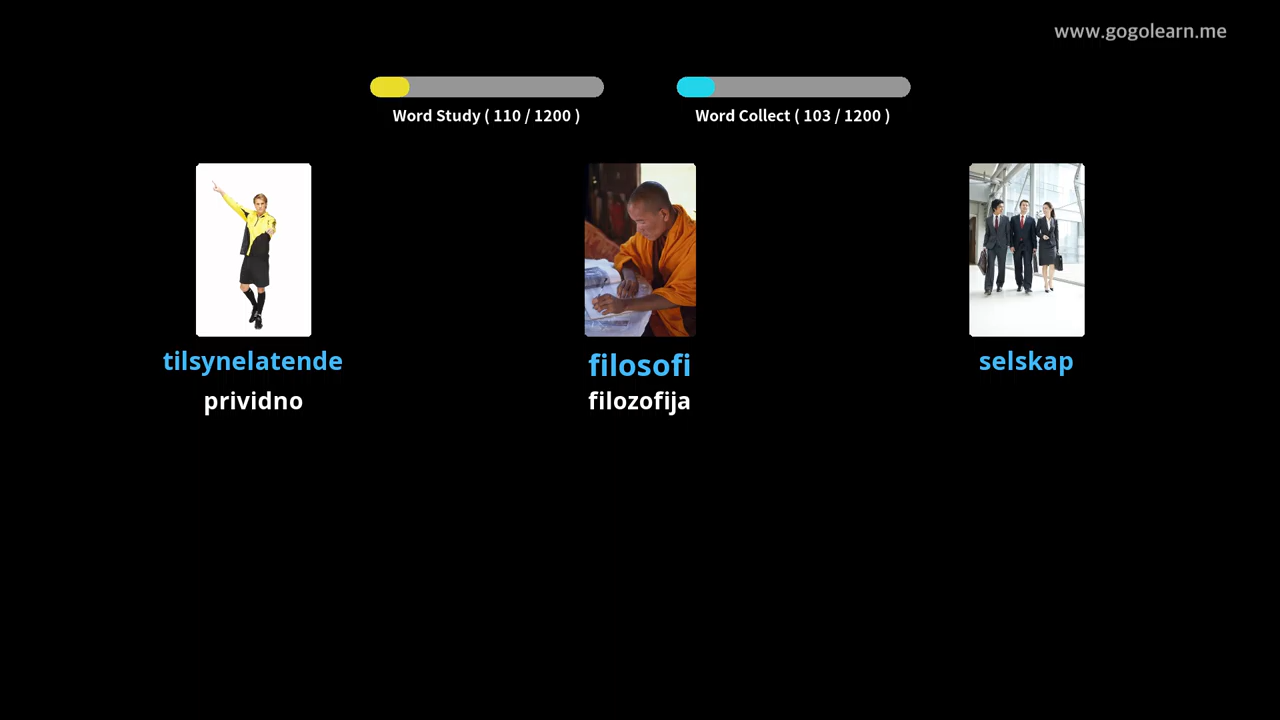 www.gogolearn.me
Word Study ( 110 / 1200 )
Word Collect ( 103 / 1200 )
tilsynelatende
filosofi
selskap
prividno
filozofija